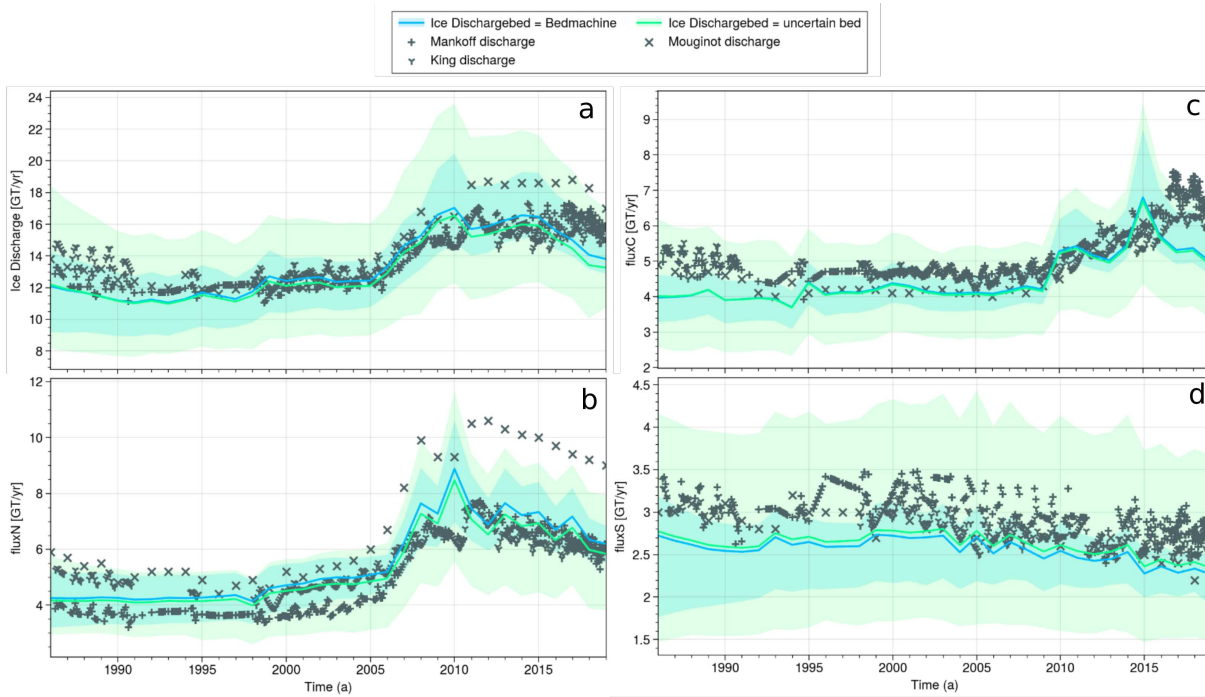 Ice Dischargebed = Bedmachine
Ice Dischargebed = uncertain bed
Mankoff discharge
Mouginot discharge
King discharge
a
24
22
20
18
16
14
12
10
8
Ice Discharge [GT/yr]
c
9
8
7
6
5
4
3
2
fluxC [GT/yr]
b
12
10
8
6
4
fluxN [GT/yr]
1990
1995
2000
2005
2010
2015
Time (a)
d
4.5
4
3.5
3
2.5
2
1.5
fluxS [GT/yr]
1990
1995
2000
2005
2010
2015
Time (a)